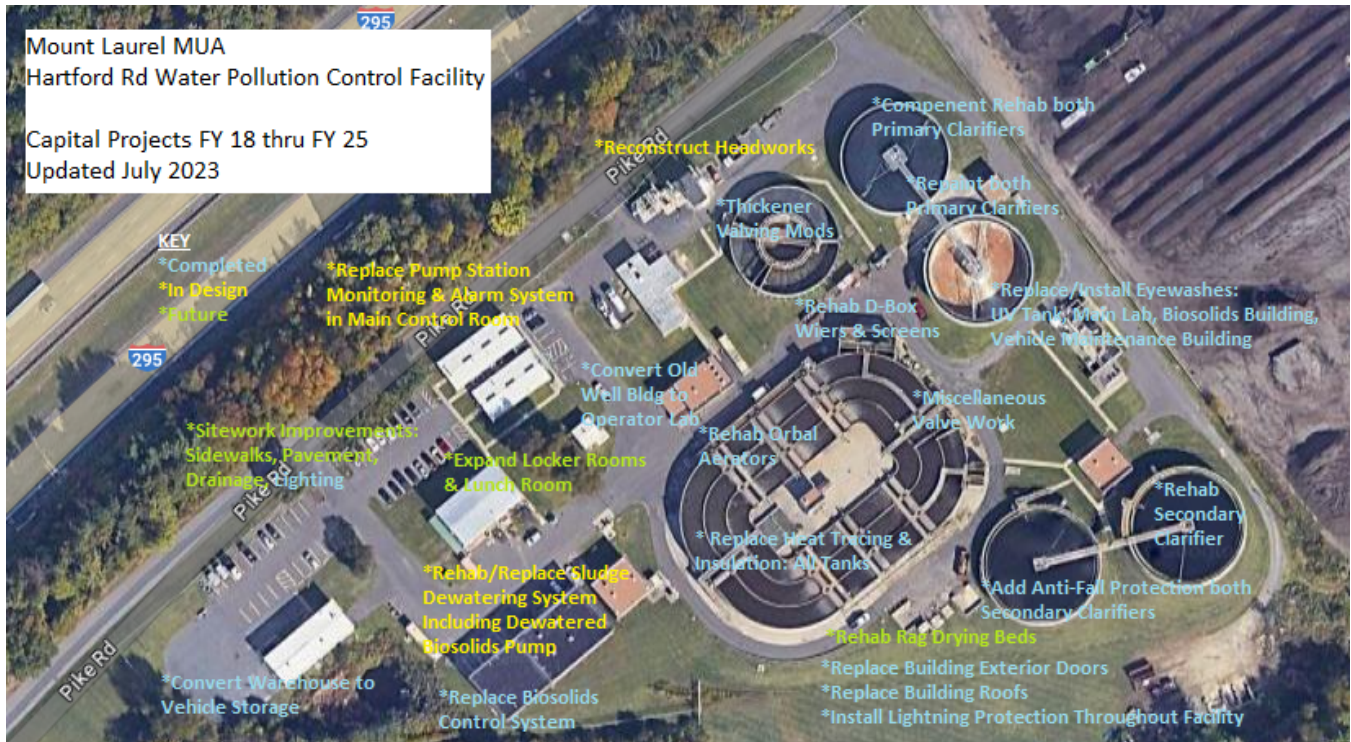 295
Mount Laurel MUA
Hartford Rd Water Pollution Control Facility
Capital Projects FY 18 thru FY 25
Updated July 2023
*Compenent Rehab both
Primary Clarifiers
*Reconstruct Headworks
Pike Rd
*Repaint both
Primary Clarifiers
*Thickener
Valving Mods
KEY
*Completed
*In Design
*Future
*Replace Pump Station
Monitoring & Alarm System
in Main Control Room
Pike Rd
*Rehab D-Box
Wiers & Screens
*Replace/Install Eyewashes:
UV Tank, Main Lab, Biosolids Building,
Vehicle Maintenance Building
295
*Convert Old
Well Bldg to
Operator Lab
*Miscellaneous
Valve Work
*Rehab Orbal
Aerators
*Sitework Improvements:
Sidewalks, Pavement,
Drainage, Lighting
Pike Rd
*Expand Locker Rooms
& Lunch Room
*Rehab
Secondary
Clarifier
* Replace Heat Tracing &
Insulation: All Tanks
*Rehab/Replace Sludge
Dewatering System
Including Dewatered
Biosolids Pump
*Add Anti-Fall Protection both
Secondary Clarifiers
*Rehab Rag Drying Beds
Pike Rd
*Convert Warehouse to
Vehicle Storage
*Replace Biosolids
Control System
*Replace Building Exterior Doors
*Replace Building Roofs
*Install Lightning Protection Throughout Facility